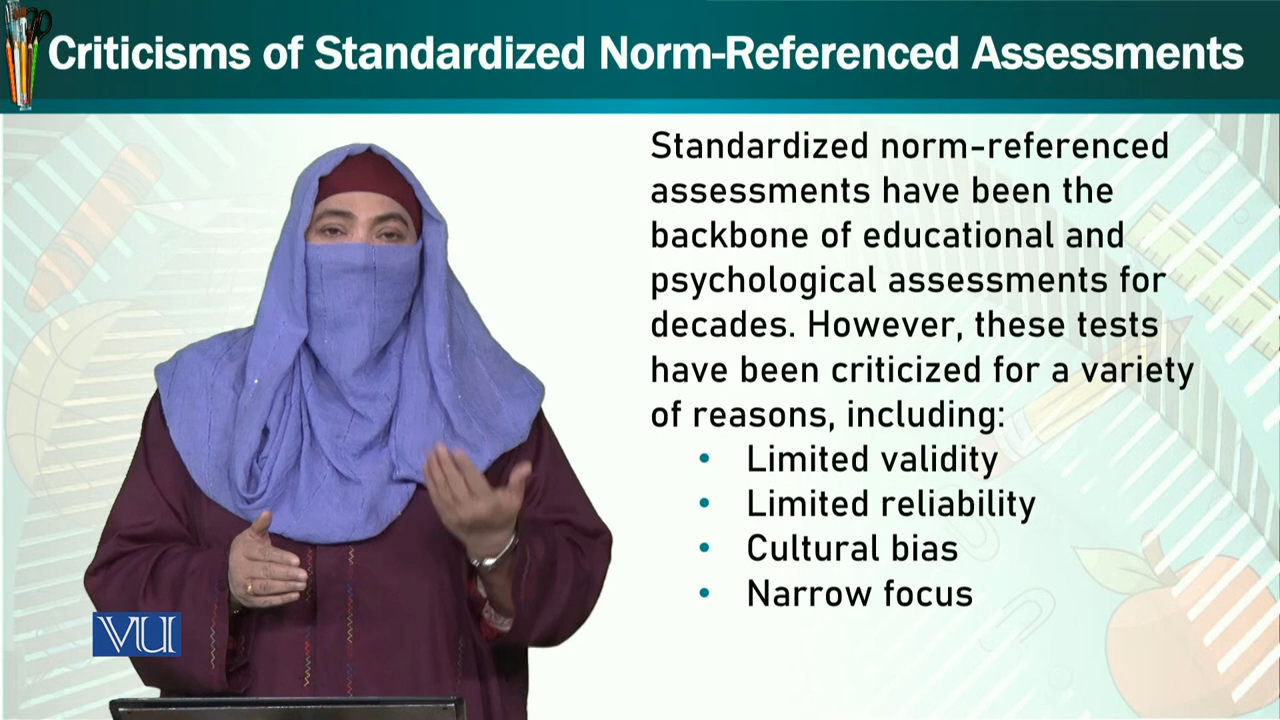 Criticisms of Standardized Norm-Referenced Assessments
Standardized norm-referenced
assessments have been the
backbone of educational and
psychological assessments for
decades. However, these tests
have been criticized for a variety
of reasons, including:
• Limited validity
• Limited reliability
• Cultural bias
• Narrow focus
VU